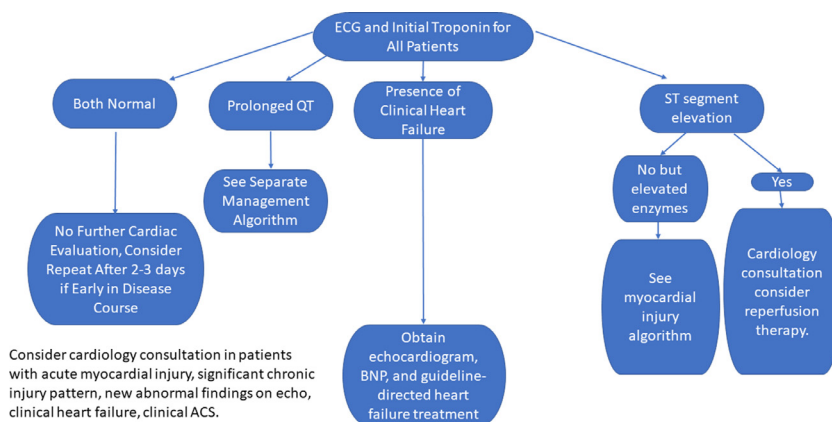 ECG and Initial Troponin for
All Patients
Both Normal
Prolonged QT
Presence of
Clinical Heart
Failure
ST segment
elevation
See Separate
Management
Algorithm
No but
elevated
enzymes
Yes
No Further Cardiac
Evaluation, Consider
Repeat After 2-3 days
if Early in Disease
Course
See
myocardial
injury
algorithm
Cardiology
consultation
consider
reperfusion
therapy.
Obtain
echocardiogram,
BNP, and guideline-
directed heart
failure treatment
Consider cardiology consultation in patients
with acute myocardial injury, significant chronic
injury pattern, new abnormal findings on echo,
clinical heart failure, clinical ACS.